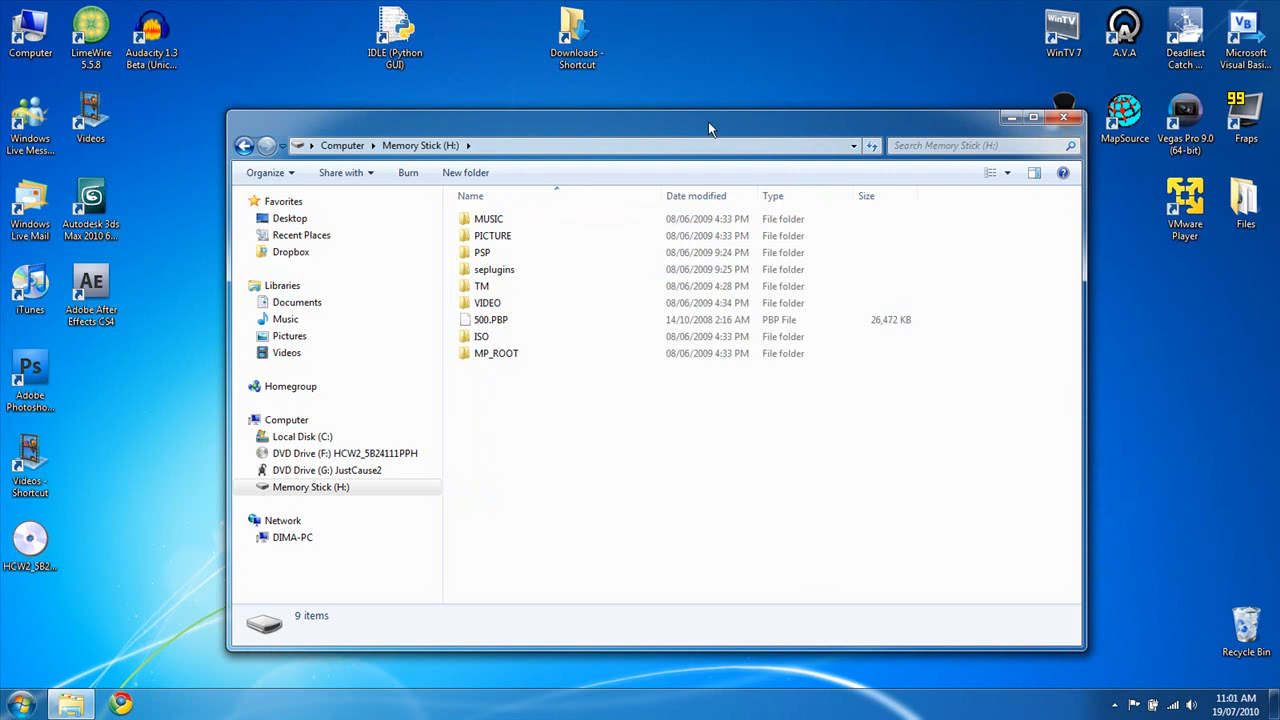 Computer
LimeWire
5.5.8
Audacity 1.3
Beta (Unic...
IDLE (Python
GUI)
Downloads -
Shortcut
WinTV
WinTV 7
A.V.A
Deadliest
Catch ...
VB
Microsoft
Visual Basi...
Windows
Live Mess...
Videos
MapSource
Vegas Pro 9.0
(64-bit)
99
Fraps
Windows
Live Mail
Autodesk 3ds
Max 2010 6...
VMware
Player
Files
iTunes
Ae
Adobe After
Effects CS4
Ps
Adobe
Photosho...
Videos -
Shortcut
HCW2_5B2...
Recycle Bin
Computer
Memory Stick (H:)
Search Memory Stick (H:)
Organize
Share with
Burn
New folder
Favorites
Desktop
Recent Places
Dropbox
Libraries
Documents
Music
Pictures
Videos
Homegroup
Computer
Local Disk (C:)
DVD Drive (F:) HCW2_5B24111PPH
DVD Drive (G:) JustCause2
Memory Stick (H:)
Network
DIMA-PC
Name Date modified Type Size
MUSIC 08/06/2009 4:33 PM File folder
PICTURE 08/06/2009 4:33 PM File folder
PSP 08/06/2009 9:24 PM File folder
seplugins 08/06/2009 9:25 PM File folder
TM 08/06/2009 4:28 PM File folder
VIDEO 08/06/2009 4:34 PM File folder
500.PBP 14/10/2008 2:16 AM PBP File 26,472 KB
ISO 08/06/2009 4:33 PM File folder
MP_ROOT 08/06/2009 4:33 PM File folder
9 items
11:01 AM
19/07/2010